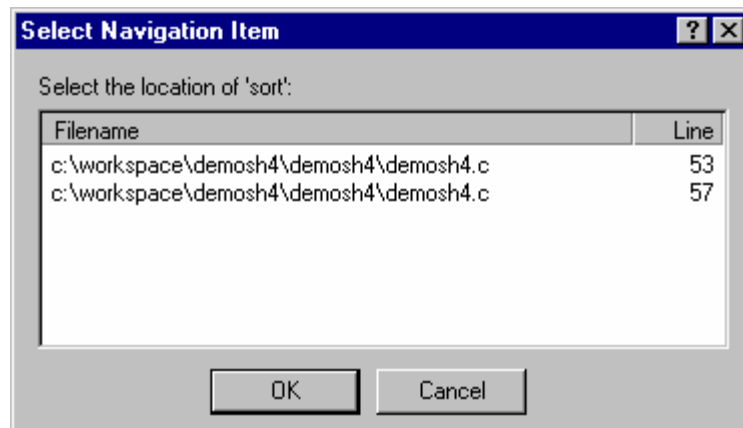 Select Navigation Item ? ×
Select the location of 'sort':
Filename Line
c:\workspace\demosh4\demosh4\demosh4.c 53
c:\workspace\demosh4\demosh4\demosh4.c 57
OK Cancel